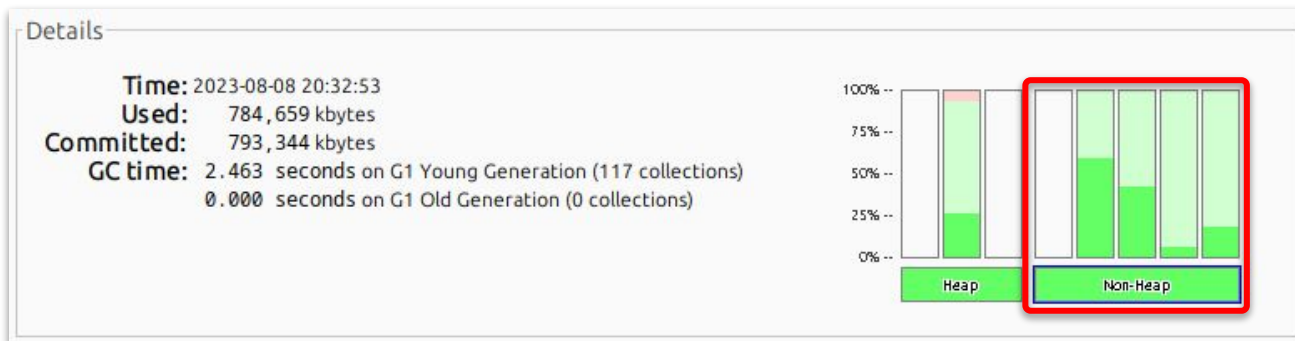 Details
Time: 2023-08-08 20:32:53
Used: 784,659 kbytes
Committed: 793,344 kbytes
GC time: 2.463 seconds on G1 Young Generation (117 collections)
0.000 seconds on G1 Old Generation (0 collections)
100% --
75% --
50% --
25% --
0% --
Heap
Non-Heap